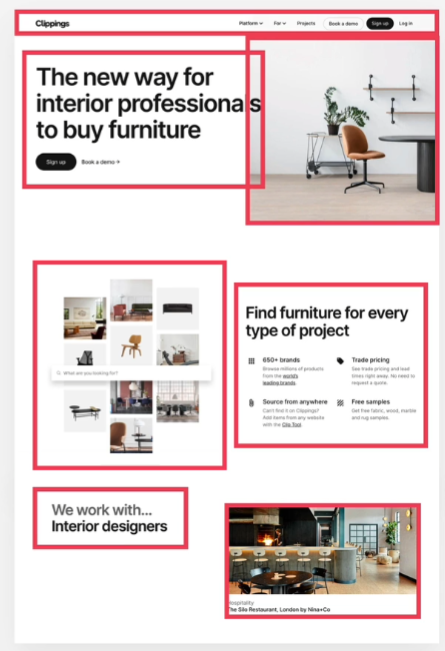 Clippings
Platform For Projects Book a demo Sign up Log in
The new way for
interior professionals
to buy furniture
Sign up Book a demo →
What are you looking for?
Find furniture for every
type of project
650+ brands
Browse millions of products
from the world's
leading brands.
Trade pricing
See trade pricing and lead
times right away. No need to
request a quote.
Source from anywhere
Can't find it on Clippings?
Add items from any website
with the Clip Tool.
Free samples
Get free fabric, wood, marble
and rug samples.
We work with...
Interior designers
Hospitality
The Silo Restaurant, London by Nina+Co